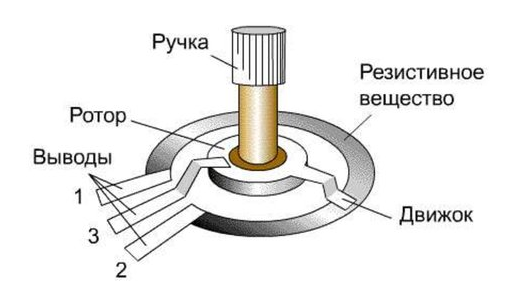 Ручка
Резистивное
вещество
Ротор
Выводы
1
3
2
Движок